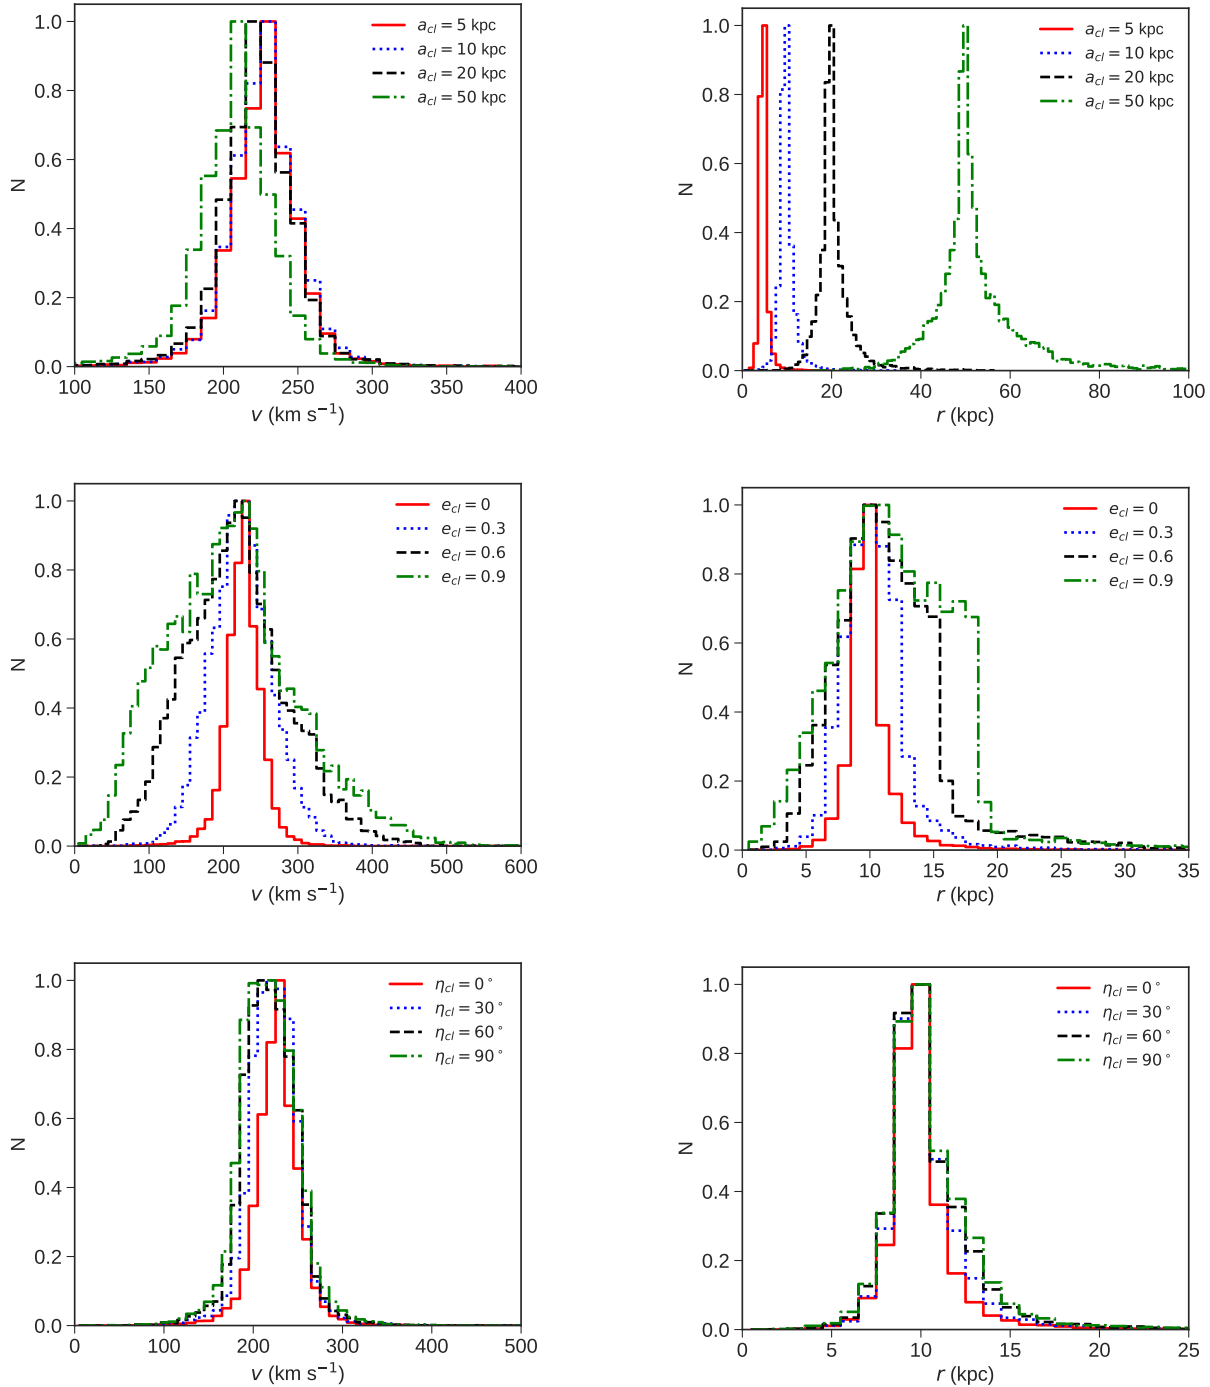 a_cl = 5 kpc
a_cl = 10 kpc
a_cl = 20 kpc
a_cl = 50 kpc
1.0
0.8
0.6
0.4
0.2
0.0
N
100 150 200 250 300 350 400
v (km s⁻¹)
a_cl = 5 kpc
a_cl = 10 kpc
a_cl = 20 kpc
a_cl = 50 kpc
1.0
0.8
0.6
0.4
0.2
0.0
N
0 20 40 60 80 100
r (kpc)
e_cl = 0
e_cl = 0.3
e_cl = 0.6
e_cl = 0.9
1.0
0.8
0.6
0.4
0.2
0.0
N
0 100 200 300 400 500 600
v (km s⁻¹)
e_cl = 0
e_cl = 0.3
e_cl = 0.6
e_cl = 0.9
1.0
0.8
0.6
0.4
0.2
0.0
N
0 5 10 15 20 25 30 35
r (kpc)
η_cl = 0°
η_cl = 30°
η_cl = 60°
η_cl = 90°
1.0
0.8
0.6
0.4
0.2
0.0
N
0 100 200 300 400 500
v (km s⁻¹)
η_cl = 0°
η_cl = 30°
η_cl = 60°
η_cl = 90°
1.0
0.8
0.6
0.4
0.2
0.0
N
0 5 10 15 20 25
r (kpc)